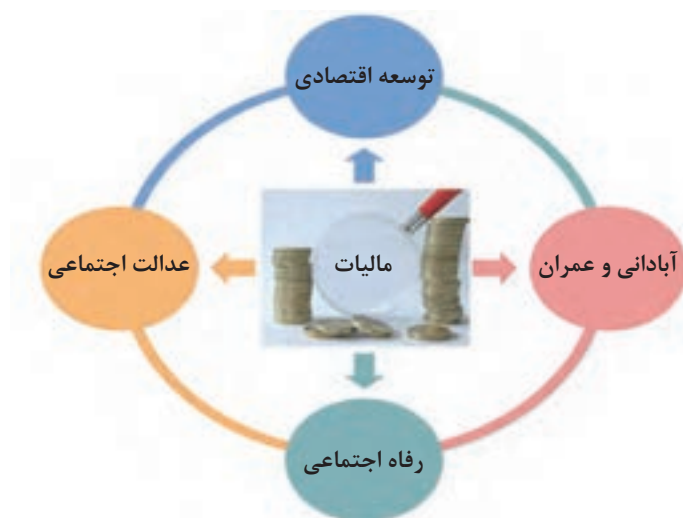 توسعه اقتصادی
آبادانی و عمران
مالیات
عدالت اجتماعی
رفاه اجتماعی